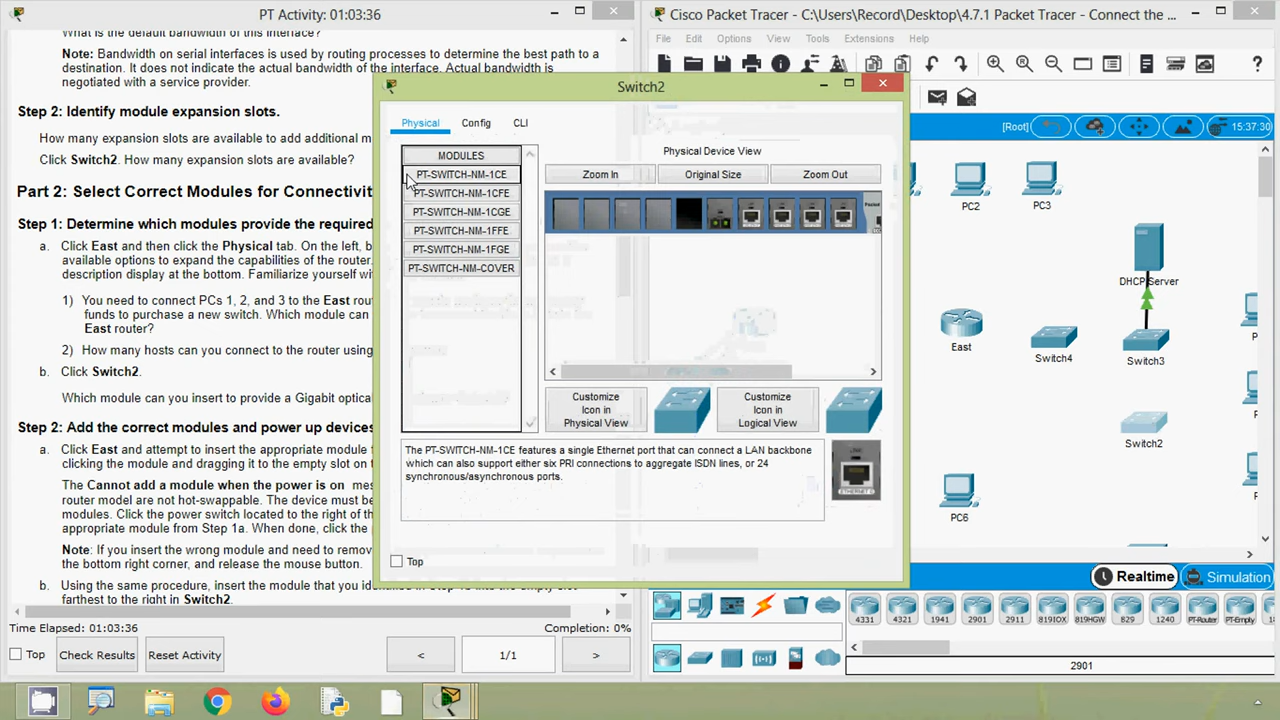 PT Activity: 01:03:36
What is the default bandwidth of this interface?
Note: Bandwidth on serial interfaces is used by routing processes to determine the best path to a
destination. It does not indicate the actual bandwidth of the interface. Actual bandwidth is
negotiated with a service provider.
Step 2: Identify module expansion slots.
How many expansion slots are available to add additional m
Click Switch2. How many expansion slots are available?
Part 2: Select Correct Modules for Connectivit
Step 1: Determine which modules provide the required
a. Click East and then click the Physical tab. On the left, b
available options to expand the capabilities of the router.
description display at the bottom. Familiarize yourself wi
1) You need to connect PCs 1, 2, and 3 to the East rout
funds to purchase a new switch. Which module can
East router?
2) How many hosts can you connect to the router using
b. Click Switch2.
Which module can you insert to provide a Gigabit optical
Step 2: Add the correct modules and power up devices
a. Click East and attempt to insert the appropriate module f
clicking the module and dragging it to the empty slot on
The Cannot add a module when the power is on mes
router model are not hot-swappable. The device must be
modules. Click the power switch located to the right of the
appropriate module from Step 1a. When done, click the p
Note: If you insert the wrong module and need to remov
the bottom right corner, and release the mouse button.
b. Using the same procedure, insert the module that you id
farthest to the right in Switch2.
Time Elapsed: 01:03:36
Completion: 0%
Top
Check Results
Reset Activity
<
1/1
>
Switch2
Physical
Config
CLI
MODULES
PT-SWITCH-NM-1CE
PT-SWITCH-NM-1CFE
PT-SWITCH-NM-1CGE
PT-SWITCH-NM-1FFE
PT-SWITCH-NM-1FGE
PT-SWITCH-NM-COVER
Physical Device View
Zoom In
Original Size
Zoom Out
Customize
Icon in
Physical View
Customize
Icon in
Logical View
The PT-SWITCH-NM-1CE features a single Ethernet port that can connect a LAN backbone
which can also support either six PRI connections to aggregate ISDN lines, or 24
synchronous/asynchronous ports.
Top
Cisco Packet Tracer - C:\Users\Record\Desktop\4.7.1 Packet Tracer - Connect the ...
File
Edit
Options
View
Tools
Extensions
Help
[Root]
15:37:30
PC2
PC3
DHCP Server
East
Switch4
Switch3
Switch2
PC6
Realtime
Simulation
4331
4321
1941
2901
2911
819IOX
819HGW
829
1240
PT-Router
PT-Empty
2901